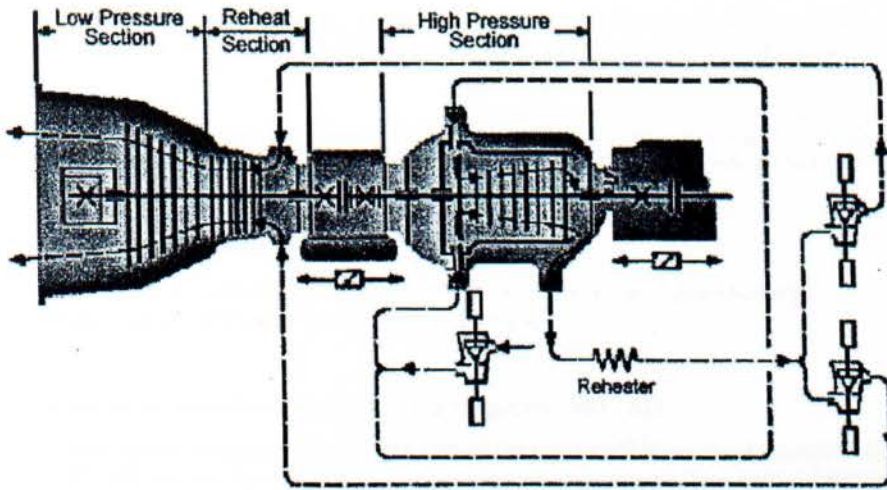 Low Pressure
Section
Reheat
Section
High Pressure
Section
Reheater